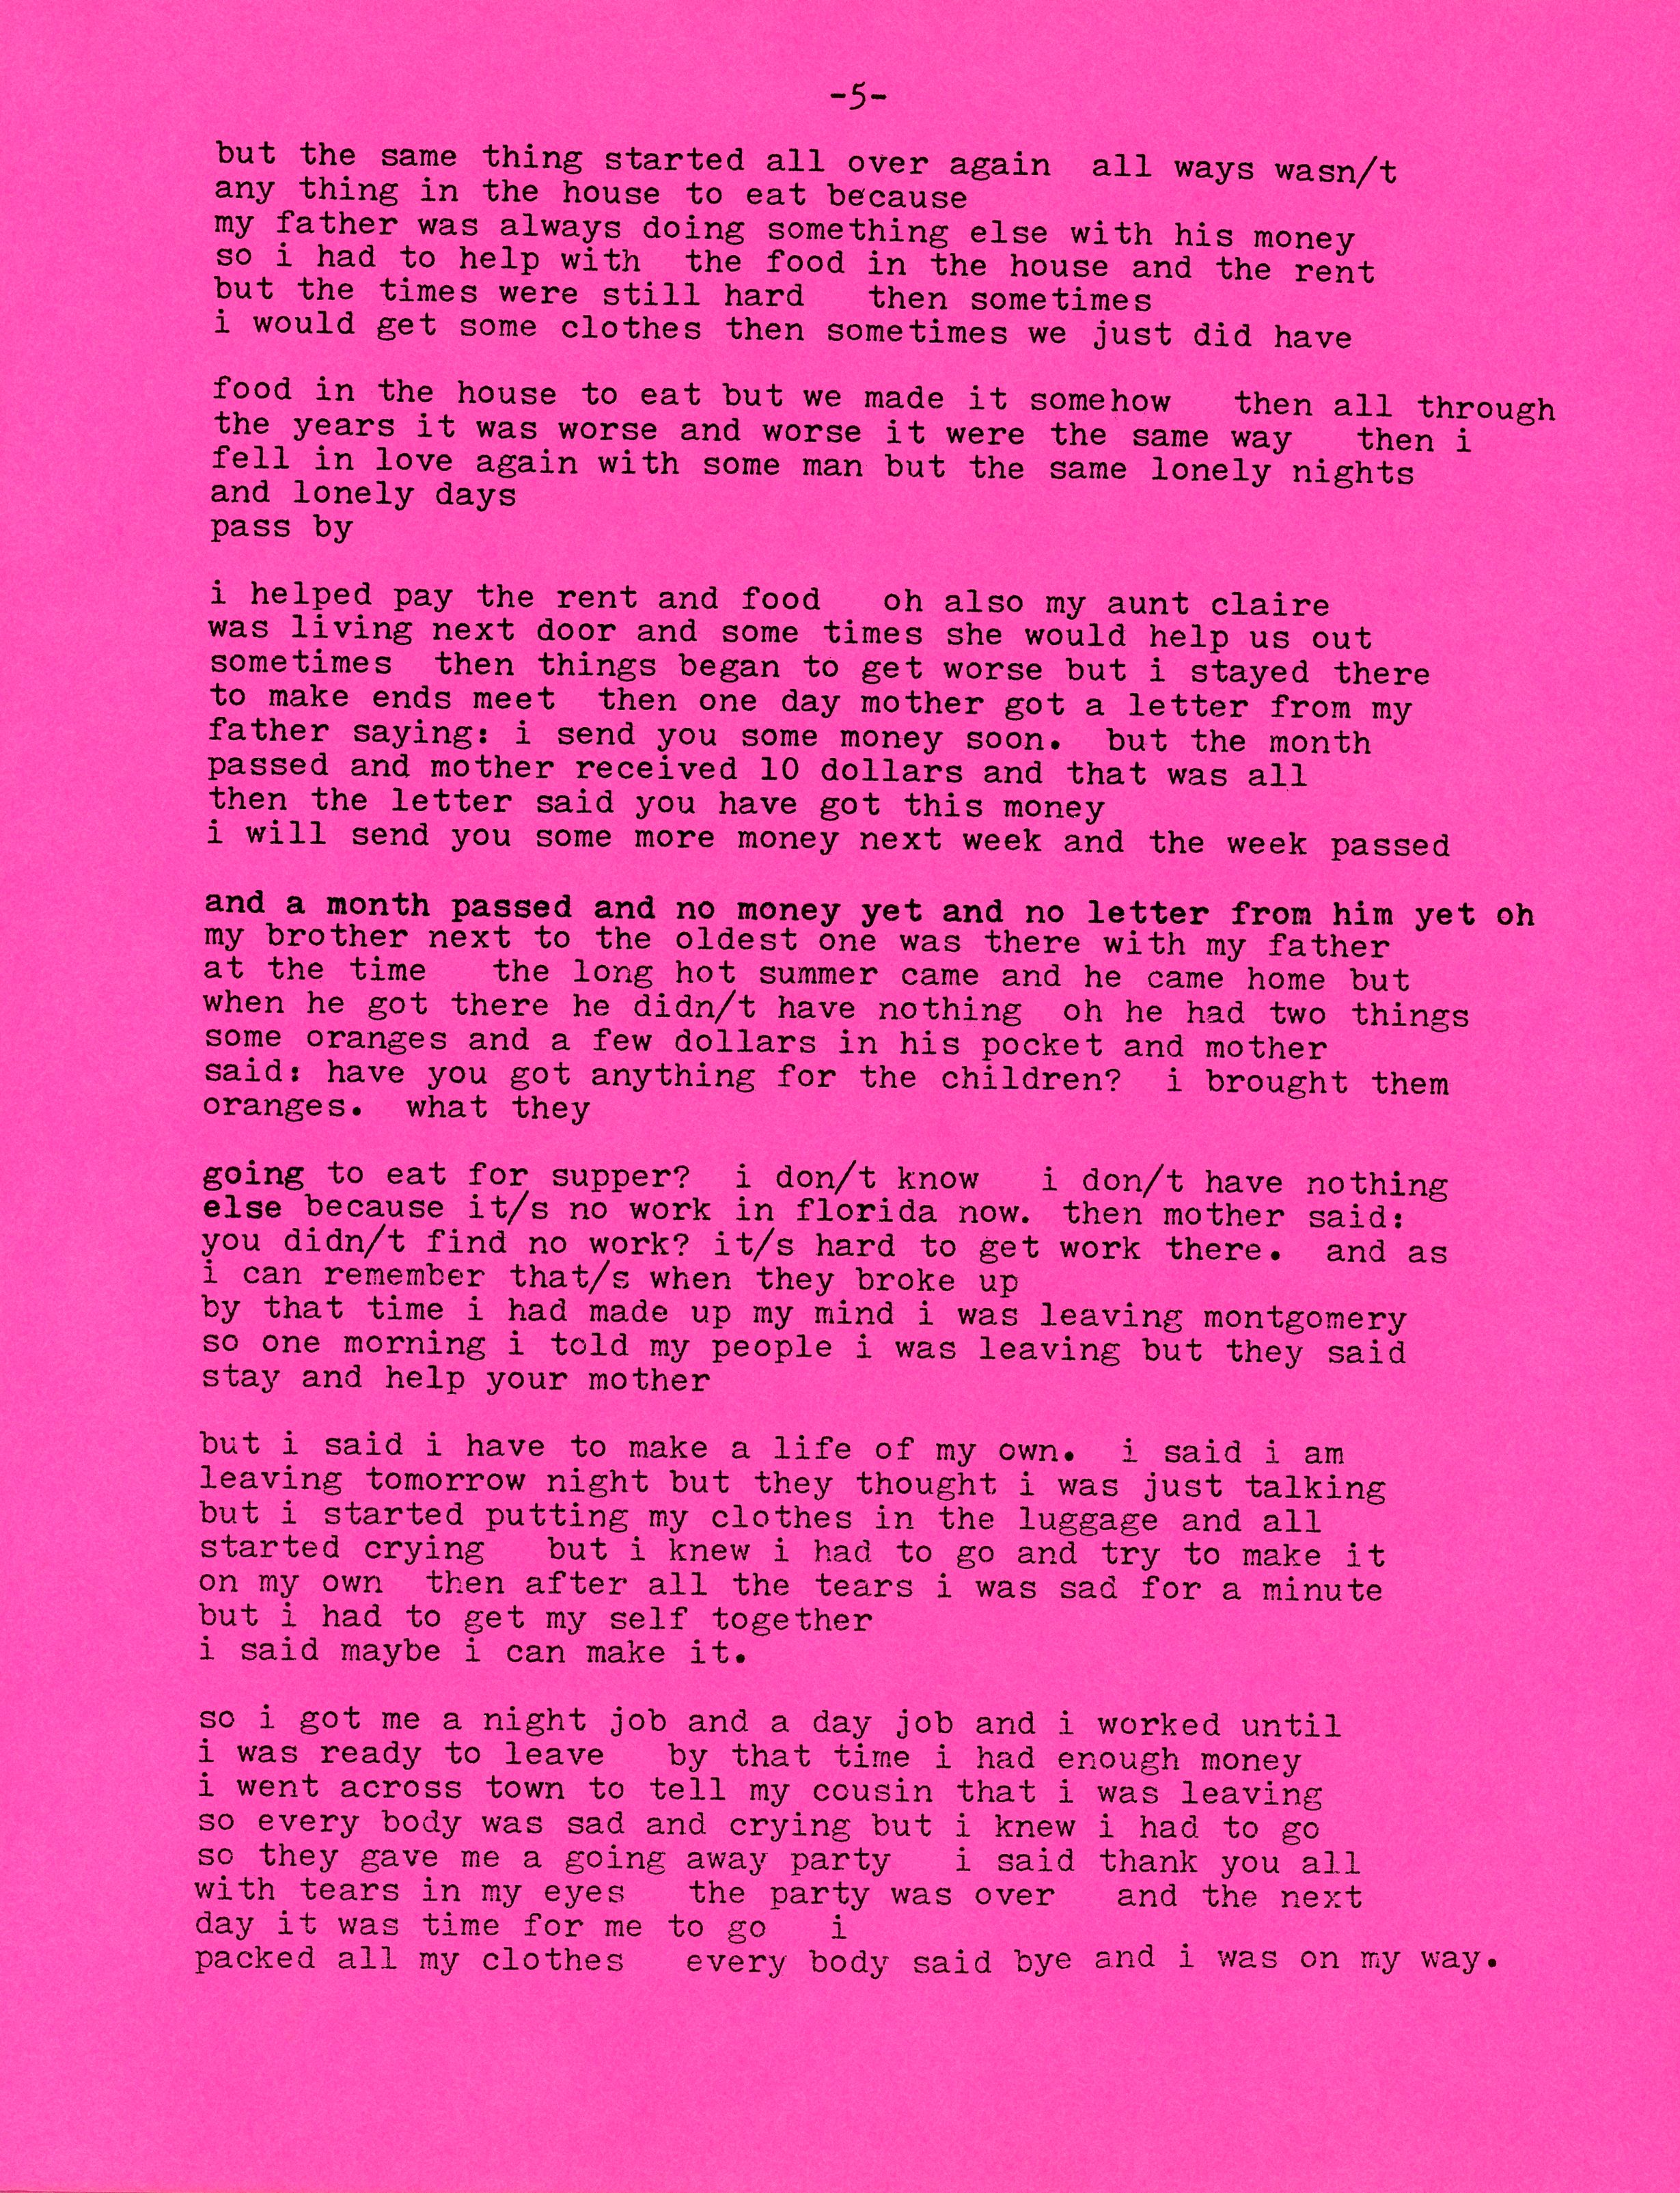 -5-
but the same thing started all over again  all ways wasn/t
any thing in the house to eat because
my father was always doing something else with his money
so i had to help with  the food in the house and the rent
but the times were still hard   then sometimes
i would get some clothes then sometimes we just did have
food in the house to eat but we made it somehow   then all through
the years it was worse and worse it were the same way   then i
fell in love again with some man but the same lonely nights
and lonely days
pass by
i helped pay the rent and food   oh also my aunt claire
was living next door and some times she would help us out
sometimes  then things began to get worse but i stayed there
to make ends meet  then one day mother got a letter from my
father saying: i send you some money soon.  but the month
passed and mother received 10 dollars and that was all
then the letter said you have got this money
i will send you some more money next week and the week passed
and a month passed and no money yet and no letter from him yet oh
my brother next to the oldest one was there with my father
at the time   the long hot summer came and he came home but
when he got there he didn/t have nothing  oh he had two things
some oranges and a few dollars in his pocket and mother
said: have you got anything for the children?  i brought them
oranges.  what they
going to eat for supper?  i don/t know   i don/t have nothing
else because it/s no work in florida now.  then mother said:
you didn/t find no work? it/s hard to get work there.  and as
i can remember that/s when they broke up
by that time i had made up my mind i was leaving montgomery
so one morning i told my people i was leaving but they said
stay and help your mother
but i said i have to make a life of my own.  i said i am
leaving tomorrow night but they thought i was just talking
but i started putting my clothes in the luggage and all
started crying   but i knew i had to go and try to make it
on my own  then after all the tears i was sad for a minute
but i had to get my self together
i said maybe i can make it.
so i got me a night job and a day job and i worked until
i was ready to leave   by that time i had enough money
i went across town to tell my cousin that i was leaving
so every body was sad and crying but i knew i had to go
so they gave me a going away party   i said thank you all
with tears in my eyes   the party was over   and the next
day it was time for me to go   i
packed all my clothes   every body said bye and i was on my way.